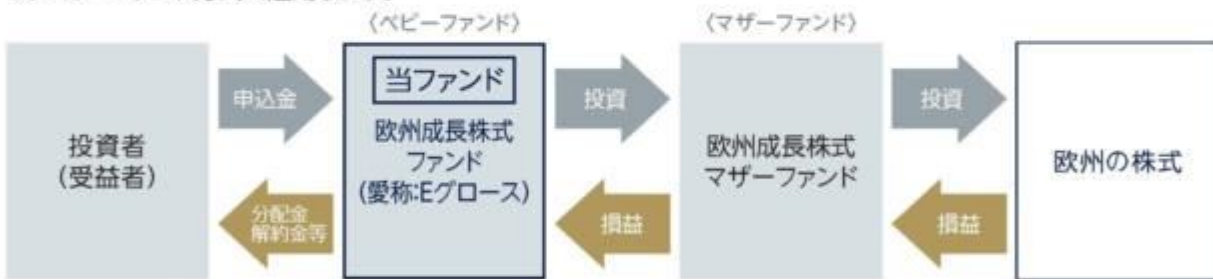 〈ベビーファンド〉
〈マザーファンド〉
投資者
(受益者)
申込金
分配金
解約金等
当ファンド
欧州成長株式
ファンド
(愛称:Eグロース)
投資
損益
欧州成長株式
マザーファンド
投資
損益
欧州の株式